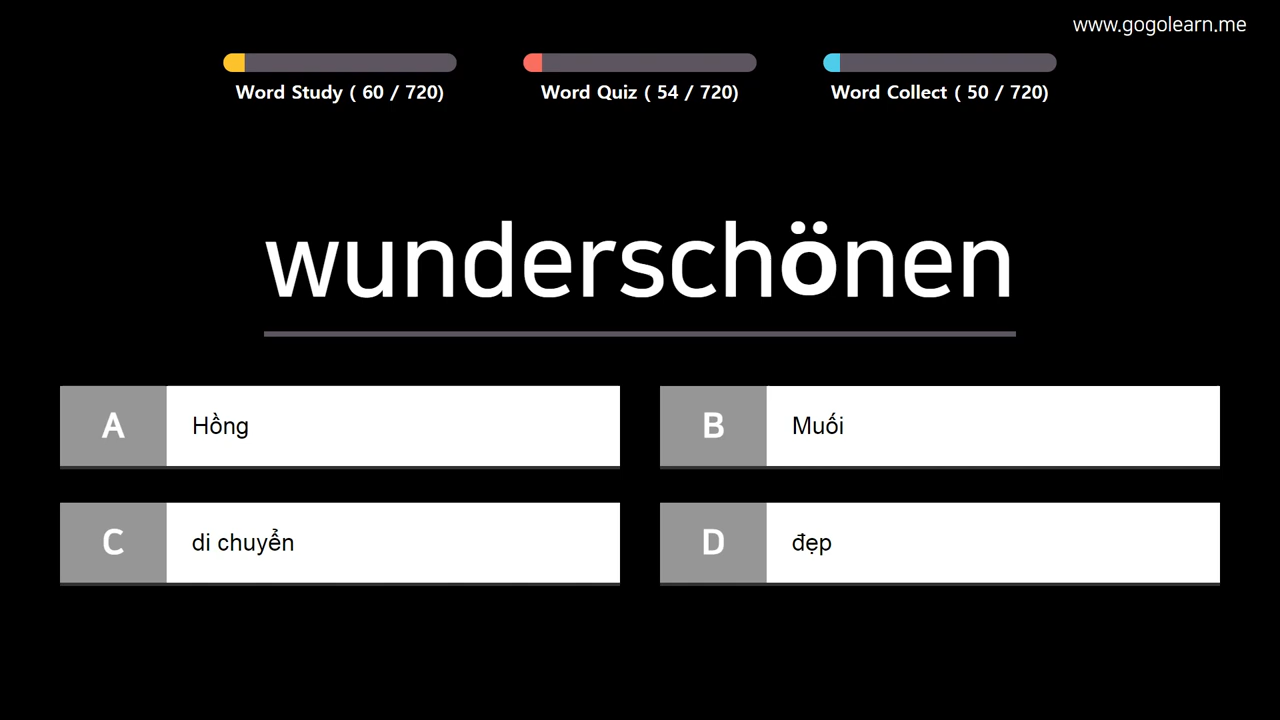 www.gogolearn.me
Word Study ( 60 / 720)
Word Quiz ( 54 / 720)
Word Collect ( 50 / 720)
wunderschönen
A Hồng
B Muối
C di chuyển
D đẹp